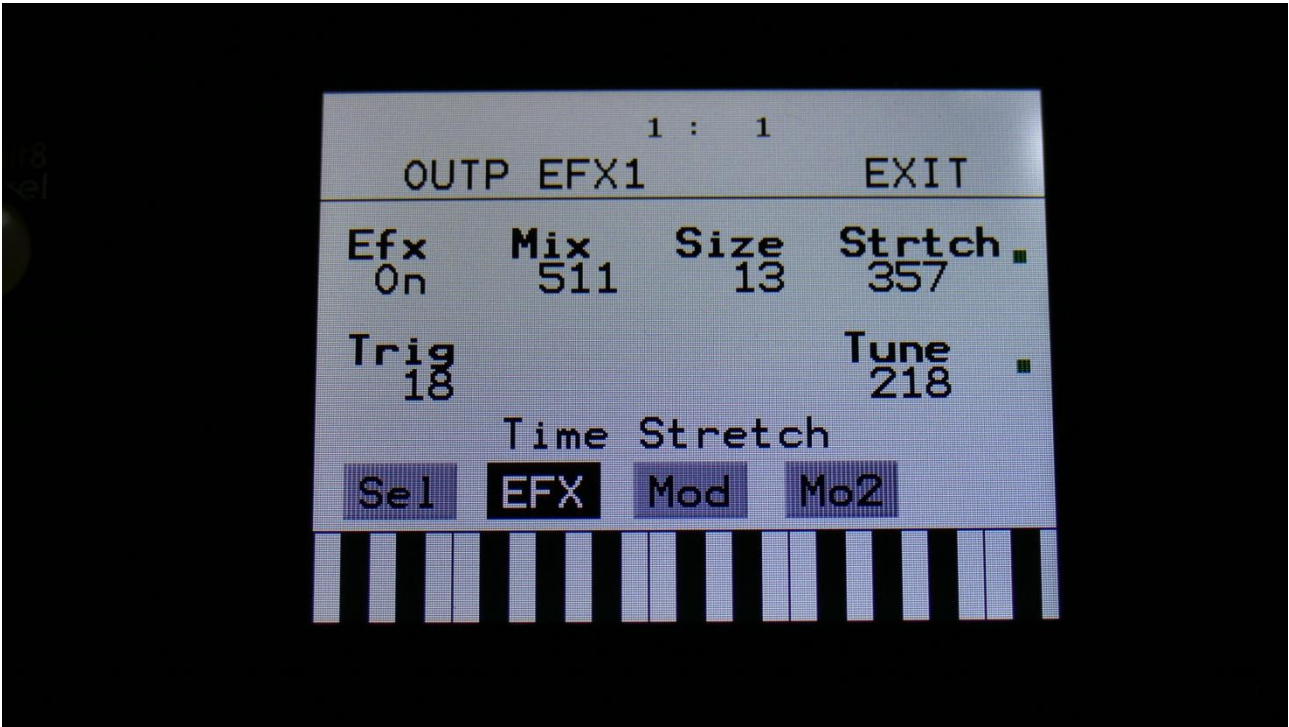 1 : 1
OUTP EFX1 EXIT
Efx Mix Size Strtch
On 511 13 357
Trig Tune
18 218
Time Stretch
Sel EFX Mod Mo2